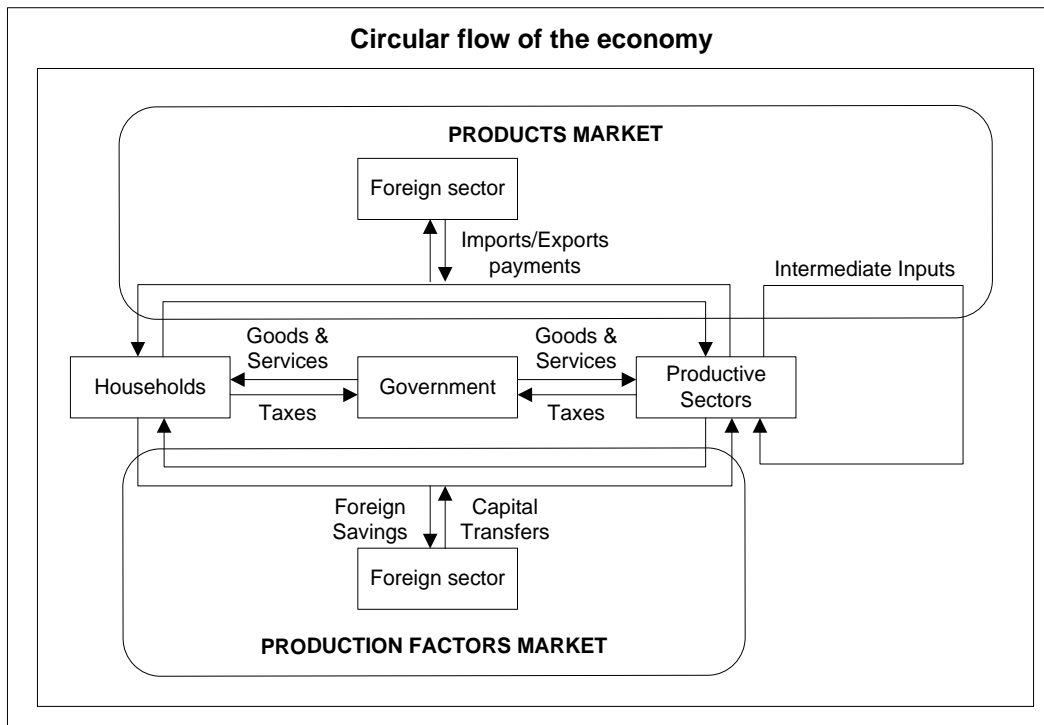 Circular flow of the economy
PRODUCTS MARKET
Foreign sector
Imports/Exports
payments
Intermediate Inputs
Goods &
Services
Goods &
Services
Households
Government
Productive
Sectors
Taxes
Taxes
Foreign
Savings
Capital
Transfers
Foreign sector
PRODUCTION FACTORS MARKET